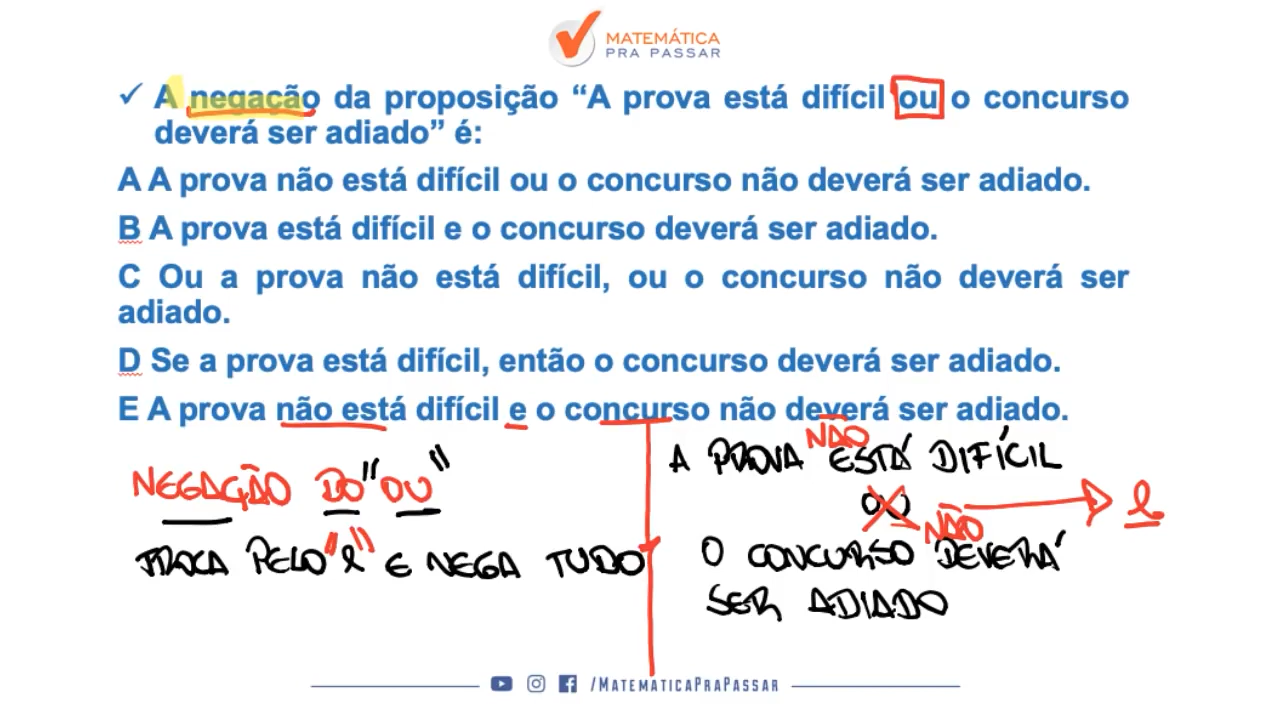 MATEMÁTICA
PRA PASSAR
✓ A negação da proposição “A prova está difícil ou o concurso
deverá ser adiado” é:
A A prova não está difícil ou o concurso não deverá ser adiado.
B A prova está difícil e o concurso deverá ser adiado.
C Ou a prova não está difícil, ou o concurso não deverá ser
adiado.
D Se a prova está difícil, então o concurso deverá ser adiado.
E A prova não está difícil e o concurso não deverá ser adiado.
NEGAÇÃO DO "OU"
TROCA PELO "E" E NEGA TUDO
NÃO
A PROVA ESTÁ DIFÍCIL
OU e
NÃO
O CONCURSO DEVERÁ
SER ADIADO
/MATEMATICAPRAPASSAR